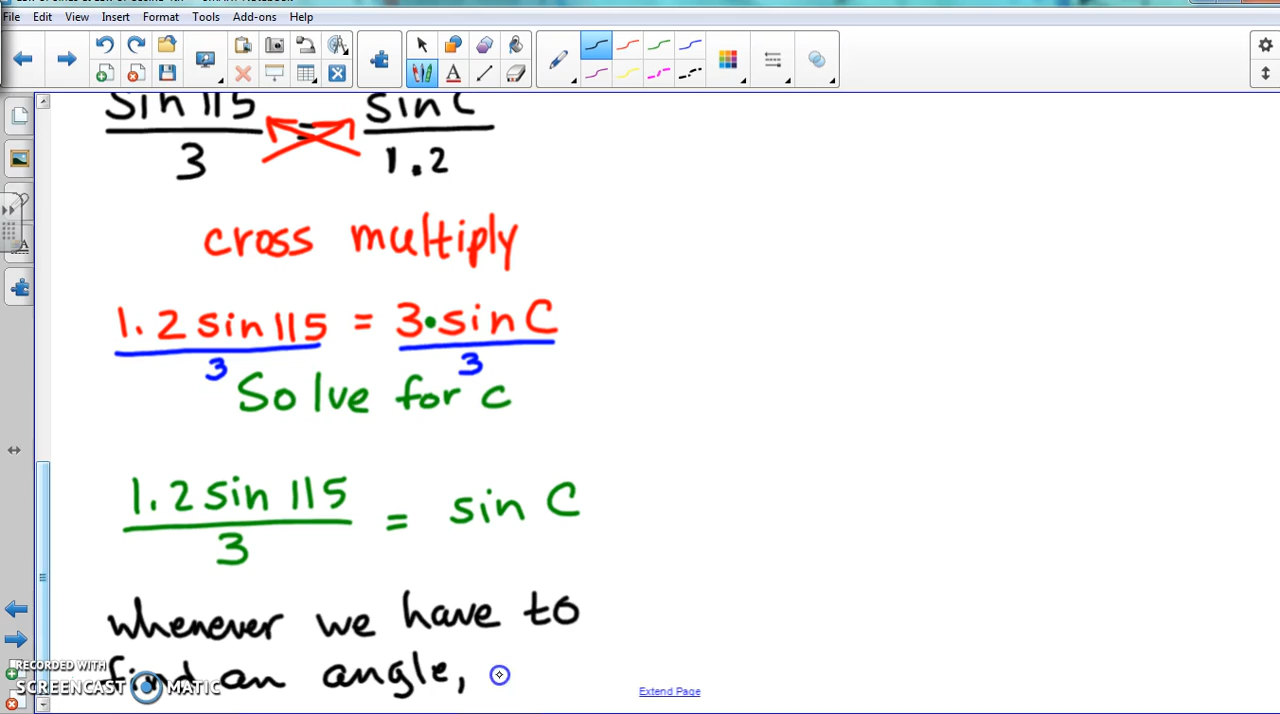 File Edit View Insert Format Tools Add-ons Help
sin 115 = sin C
3 1.2
cross multiply
1.2 sin 115 = 3 • sin C
3 3
Solve for c
1.2 sin 115 = sin C
3
whenever we have to
find an angle,
RECORDED WITH
SCREENCAST MATIC
Extend Page